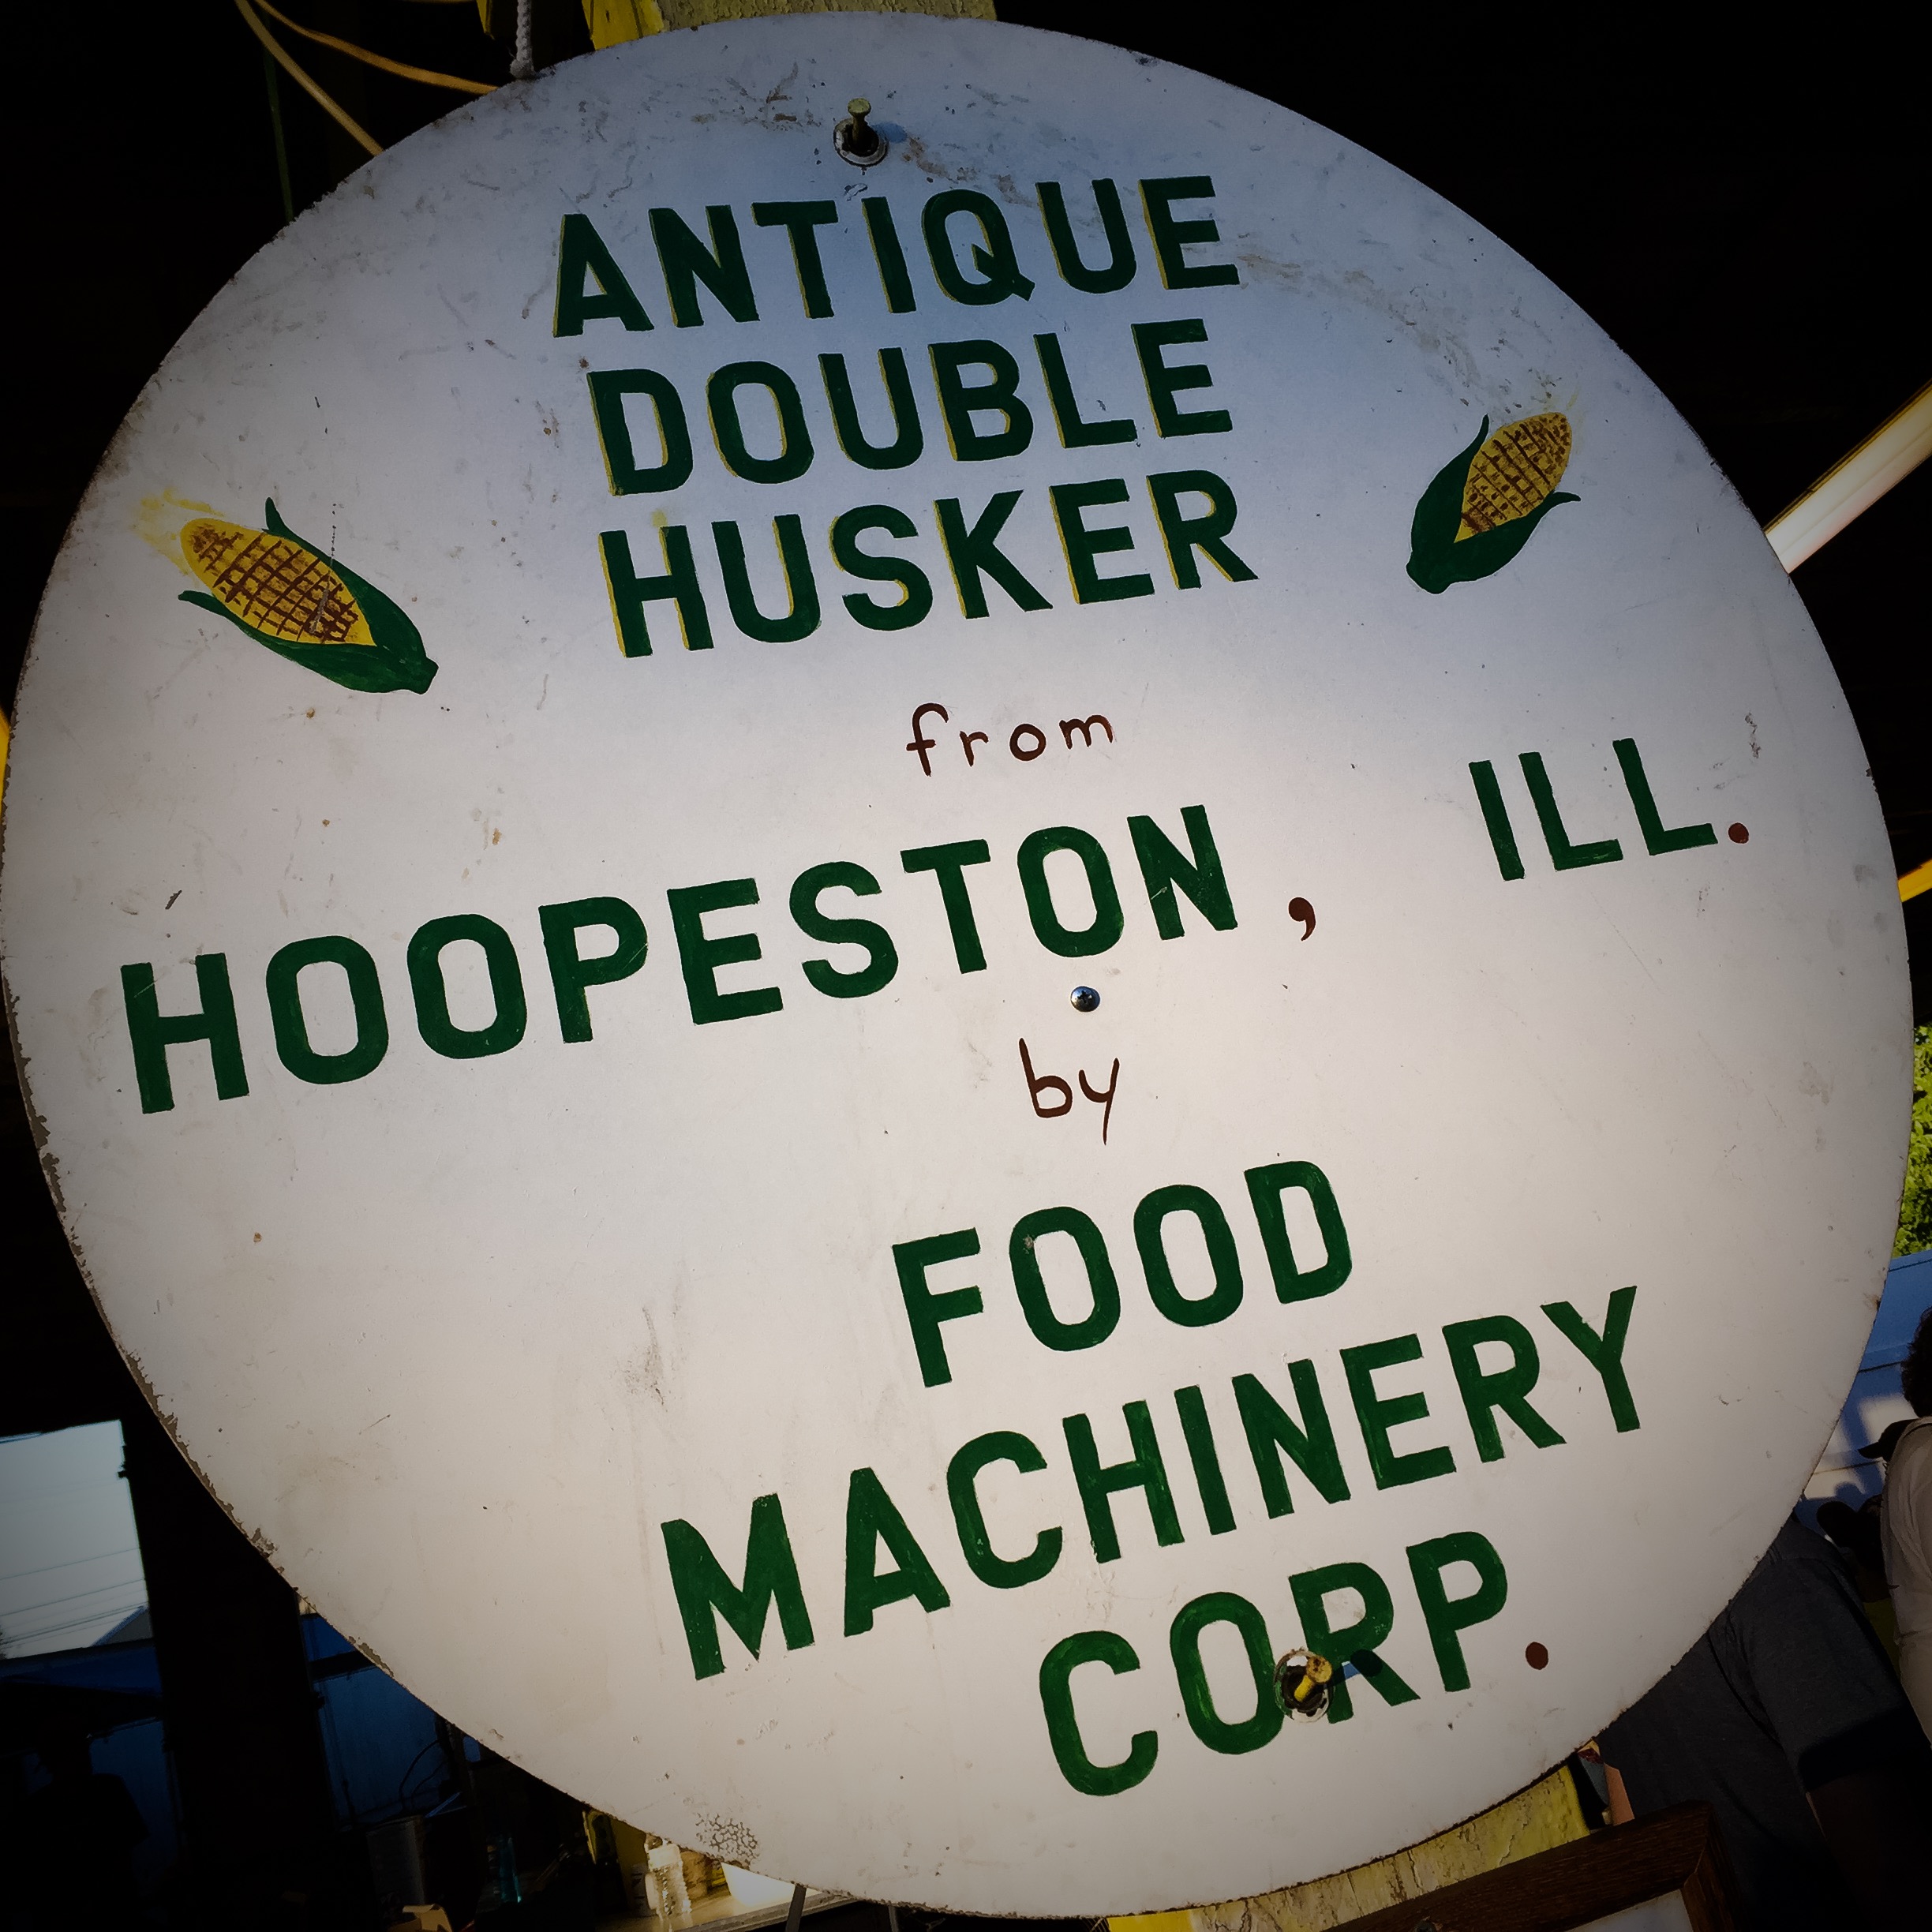 ANTIQUE
DOUBLE
HUSKER
from
HOOPESTON, ILL.
by
FOOD
MACHINERY
CORP.